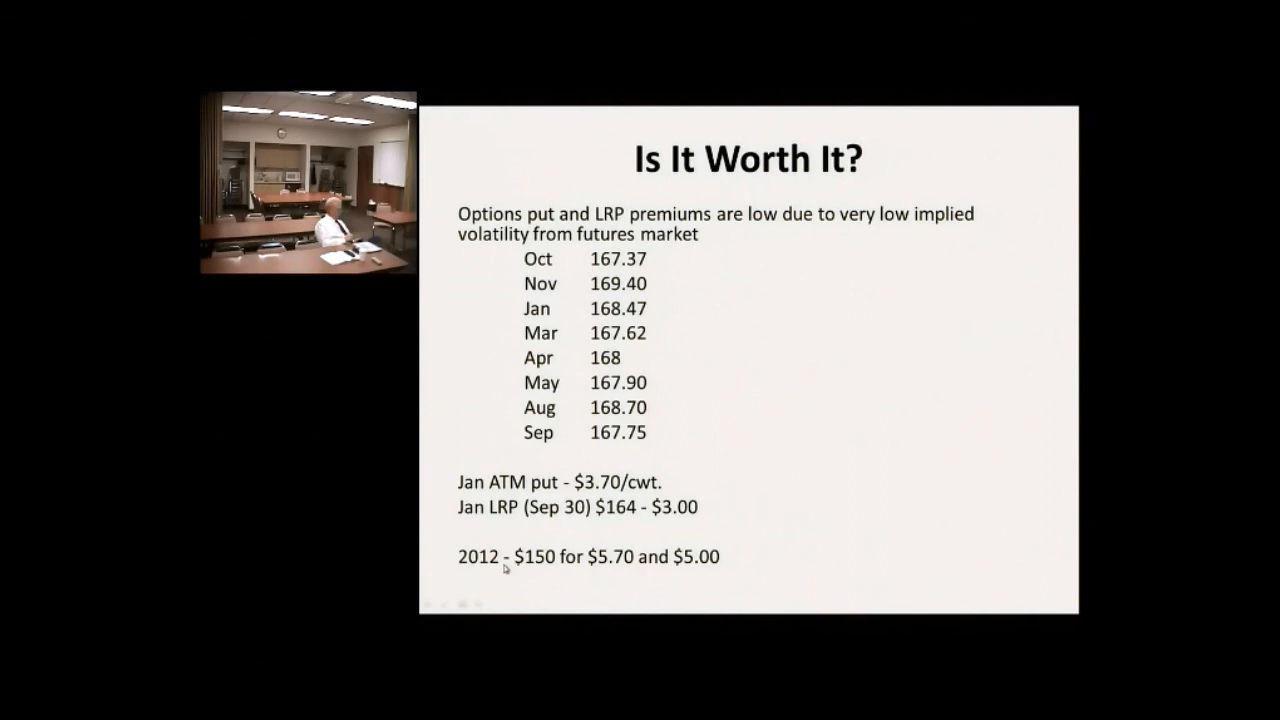 Is It Worth It?
Options put and LRP premiums are low due to very low implied
volatility from futures market
Oct 167.37
Nov 169.40
Jan 168.47
Mar 167.62
Apr 168
May 167.90
Aug 168.70
Sep 167.75
Jan ATM put - $3.70/cwt.
Jan LRP (Sep 30) $164 - $3.00
2012 - $150 for $5.70 and $5.00